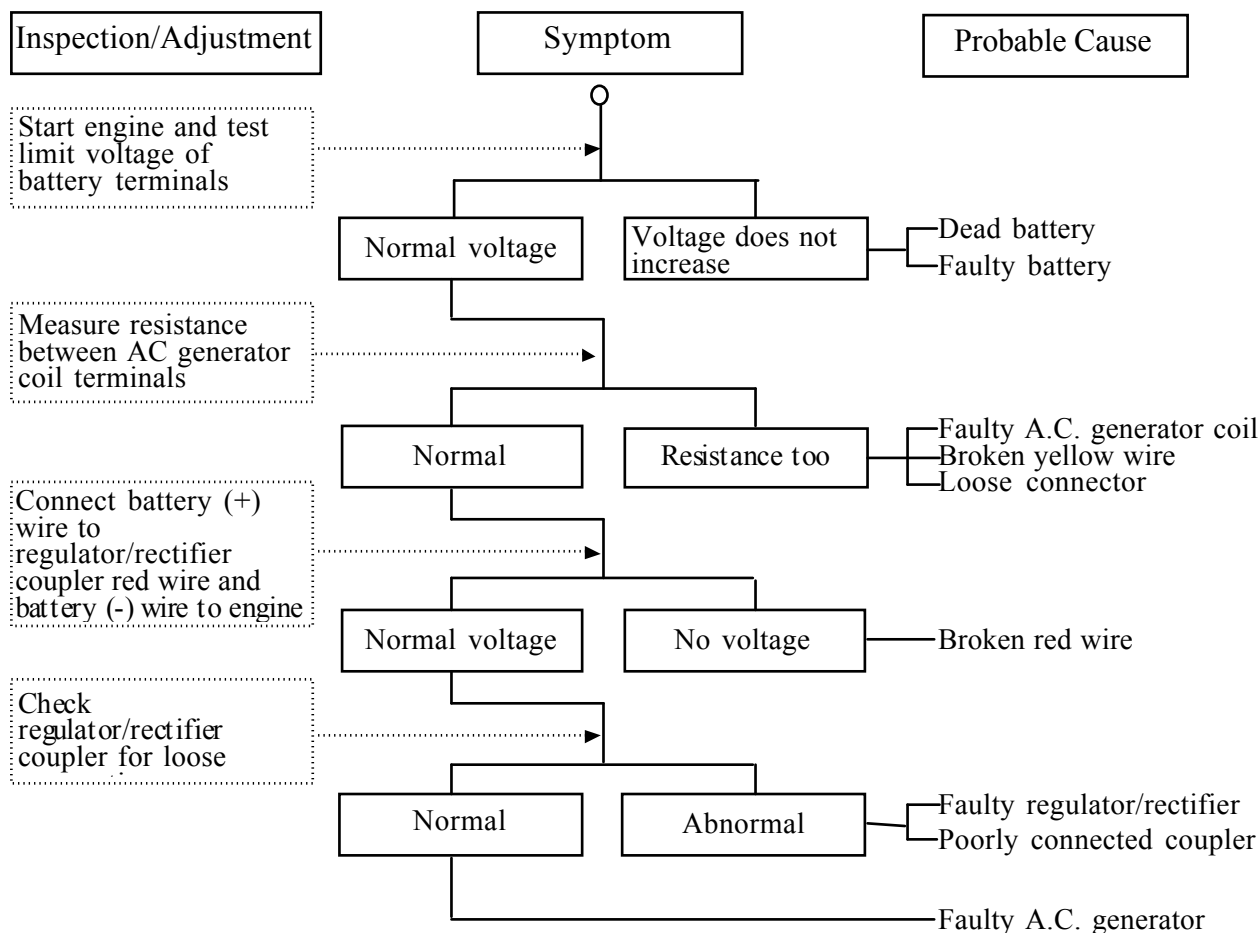 Inspection/Adjustment
Symptom
Probable Cause
Start engine and test
limit voltage of
battery terminals
Normal voltage
Voltage does not
increase
Dead battery
Faulty battery
Measure resistance
between AC generator
coil terminals
Normal
Resistance too
Faulty A.C. generator coil
Broken yellow wire
Loose connector
Connect battery (+)
wire to
regulator/rectifier
coupler red wire and
battery (-) wire to engine
Normal voltage
No voltage
Broken red wire
Check
regulator/rectifier
coupler for loose
Normal
Abnormal
Faulty regulator/rectifier
Poorly connected coupler
Faulty A.C. generator